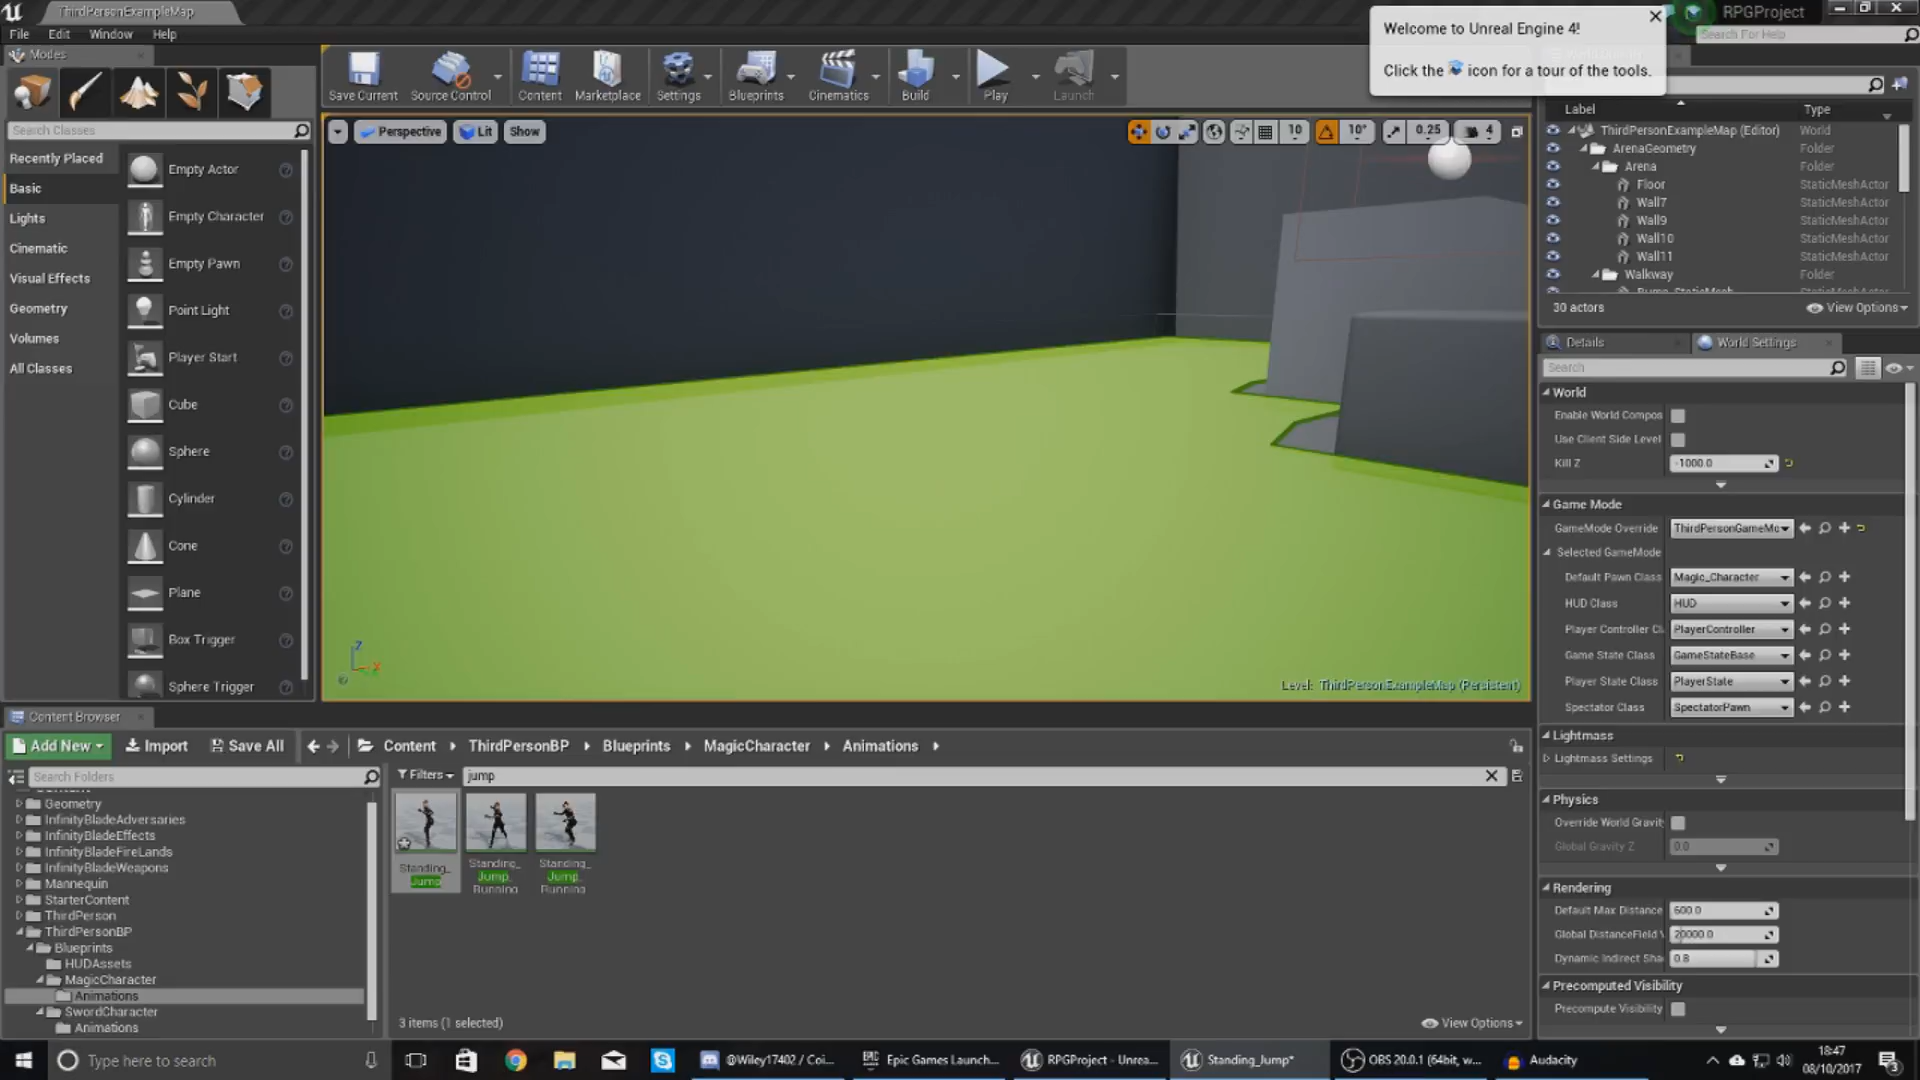 ThirdPersonExampleMap
RPGProject
File Edit Window Help
Search For Help
Welcome to Unreal Engine 4!
Click the icon for a tour of the tools.
Modes
Save Current
Source Control
Content
Marketplace
Settings
Blueprints
Cinematics
Build
Play
Launch
Search Classes
Recently Placed
Basic
Lights
Cinematic
Visual Effects
Geometry
Volumes
All Classes
Empty Actor
Empty Character
Empty Pawn
Point Light
Player Start
Cube
Sphere
Cylinder
Cone
Plane
Box Trigger
Sphere Trigger
Perspective Lit Show
10 10° 0.25 4
Z
X
Level: ThirdPersonExampleMap (Persistent)
Label Type
ThirdPersonExampleMap (Editor) World
ArenaGeometry Folder
Arena Folder
Floor StaticMeshActor
Wall7 StaticMeshActor
Wall9 StaticMeshActor
Wall10 StaticMeshActor
Wall11 StaticMeshActor
Walkway Folder
Bump_StaticMesh StaticMeshActor
30 actors
View Options
Details World Settings
Search
World
Enable World Compos
Use Client Side Level
Kill Z -1000.0
Game Mode
GameMode Override ThirdPersonGameMo
Selected GameMode
Default Pawn Class Magic_Character
HUD Class HUD
Player Controller Cl PlayerController
Game State Class GameStateBase
Player State Class PlayerState
Spectator Class SpectatorPawn
Lightmass
Lightmass Settings
Physics
Override World Gravit
Global Gravity Z 0.0
Rendering
Default Max Distance 600.0
Global DistanceField V 20000.0
Dynamic Indirect Sha 0.8
Precomputed Visibility
Precompute Visibility
Content Browser
Add New Import Save All Content ThirdPersonBP Blueprints MagicCharacter Animations
Search Folders
Filters jump
Content
Geometry
InfinityBladeAdversaries
InfinityBladeEffects
InfinityBladeFireLands
InfinityBladeWeapons
Mannequin
StarterContent
ThirdPerson
ThirdPersonBP
Blueprints
HUDAssets
MagicCharacter
Animations
SwordCharacter
Animations
Standing_
Jump
Standing_
Jump_
Running
Standing_
Jump_
Running
3 items (1 selected)
View Options
Type here to search
@Wiley17402 / Coi...
Epic Games Launch...
RPGProject - Unrea...
Standing_Jump*
OBS 20.0.1 (64bit, w...
Audacity
18:47
08/10/2017
3